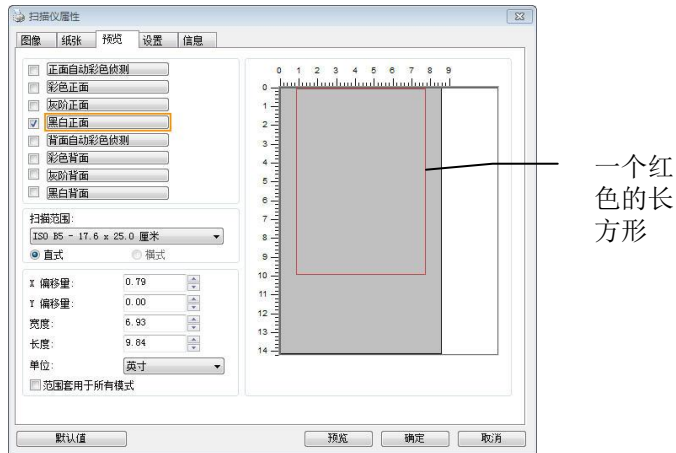 扫描仪属性
图像 纸张 预览 设置 信息
正面自动彩色侦测
彩色正面
灰阶正面
黑白正面
背面自动彩色侦测
彩色背面
灰阶背面
黑白背面
扫描范围:
ISO B5 - 17.6 x 25.0 厘米
直式 横式
X 偏移量: 0.79
Y 偏移量: 0.00
宽度: 6.93
长度: 9.84
单位: 英寸
范围套用于所有模式
0 1 2 3 4 5 6 7 8 9
0
1
2
3
4
5
6
7
8
9
10
11
12
13
14
一个红
色的长
方形
默认值 预览 确定 取消